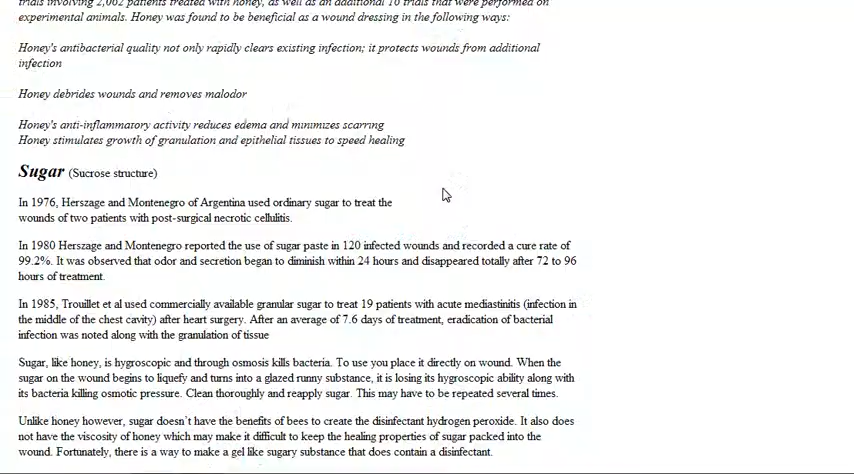 trials involving 2,062 patients treated with honey, as well as an additional 16 trials that were performed on
experimental animals. Honey was found to be beneficial as a wound dressing in the following ways:
Honey's antibacterial quality not only rapidly clears existing infection; it protects wounds from additional
infection
Honey debrides wounds and removes malodor
Honey's anti-inflammatory activity reduces edema and minimizes scarring
Honey stimulates growth of granulation and epithelial tissues to speed healing
Sugar (Sucrose structure)
In 1976, Herszage and Montenegro of Argentina used ordinary sugar to treat the
wounds of two patients with post-surgical necrotic cellulitis.
In 1980 Herszage and Montenegro reported the use of sugar paste in 120 infected wounds and recorded a cure rate of
99.2%. It was observed that odor and secretion began to diminish within 24 hours and disappeared totally after 72 to 96
hours of treatment.
In 1985, Trouillet et al used commercially available granular sugar to treat 19 patients with acute mediastinitis (infection in
the middle of the chest cavity) after heart surgery. After an average of 7.6 days of treatment, eradication of bacterial
infection was noted along with the granulation of tissue
Sugar, like honey, is hygroscopic and through osmosis kills bacteria. To use you place it directly on wound. When the
sugar on the wound begins to liquefy and turns into a glazed runny substance, it is losing its hygroscopic ability along with
its bacteria killing osmotic pressure. Clean thoroughly and reapply sugar. This may have to be repeated several times.
Unlike honey however, sugar doesn't have the benefits of bees to create the disinfectant hydrogen peroxide. It also does
not have the viscosity of honey which may make it difficult to keep the healing properties of sugar packed into the
wound. Fortunately, there is a way to make a gel like sugary substance that does contain a disinfectant.